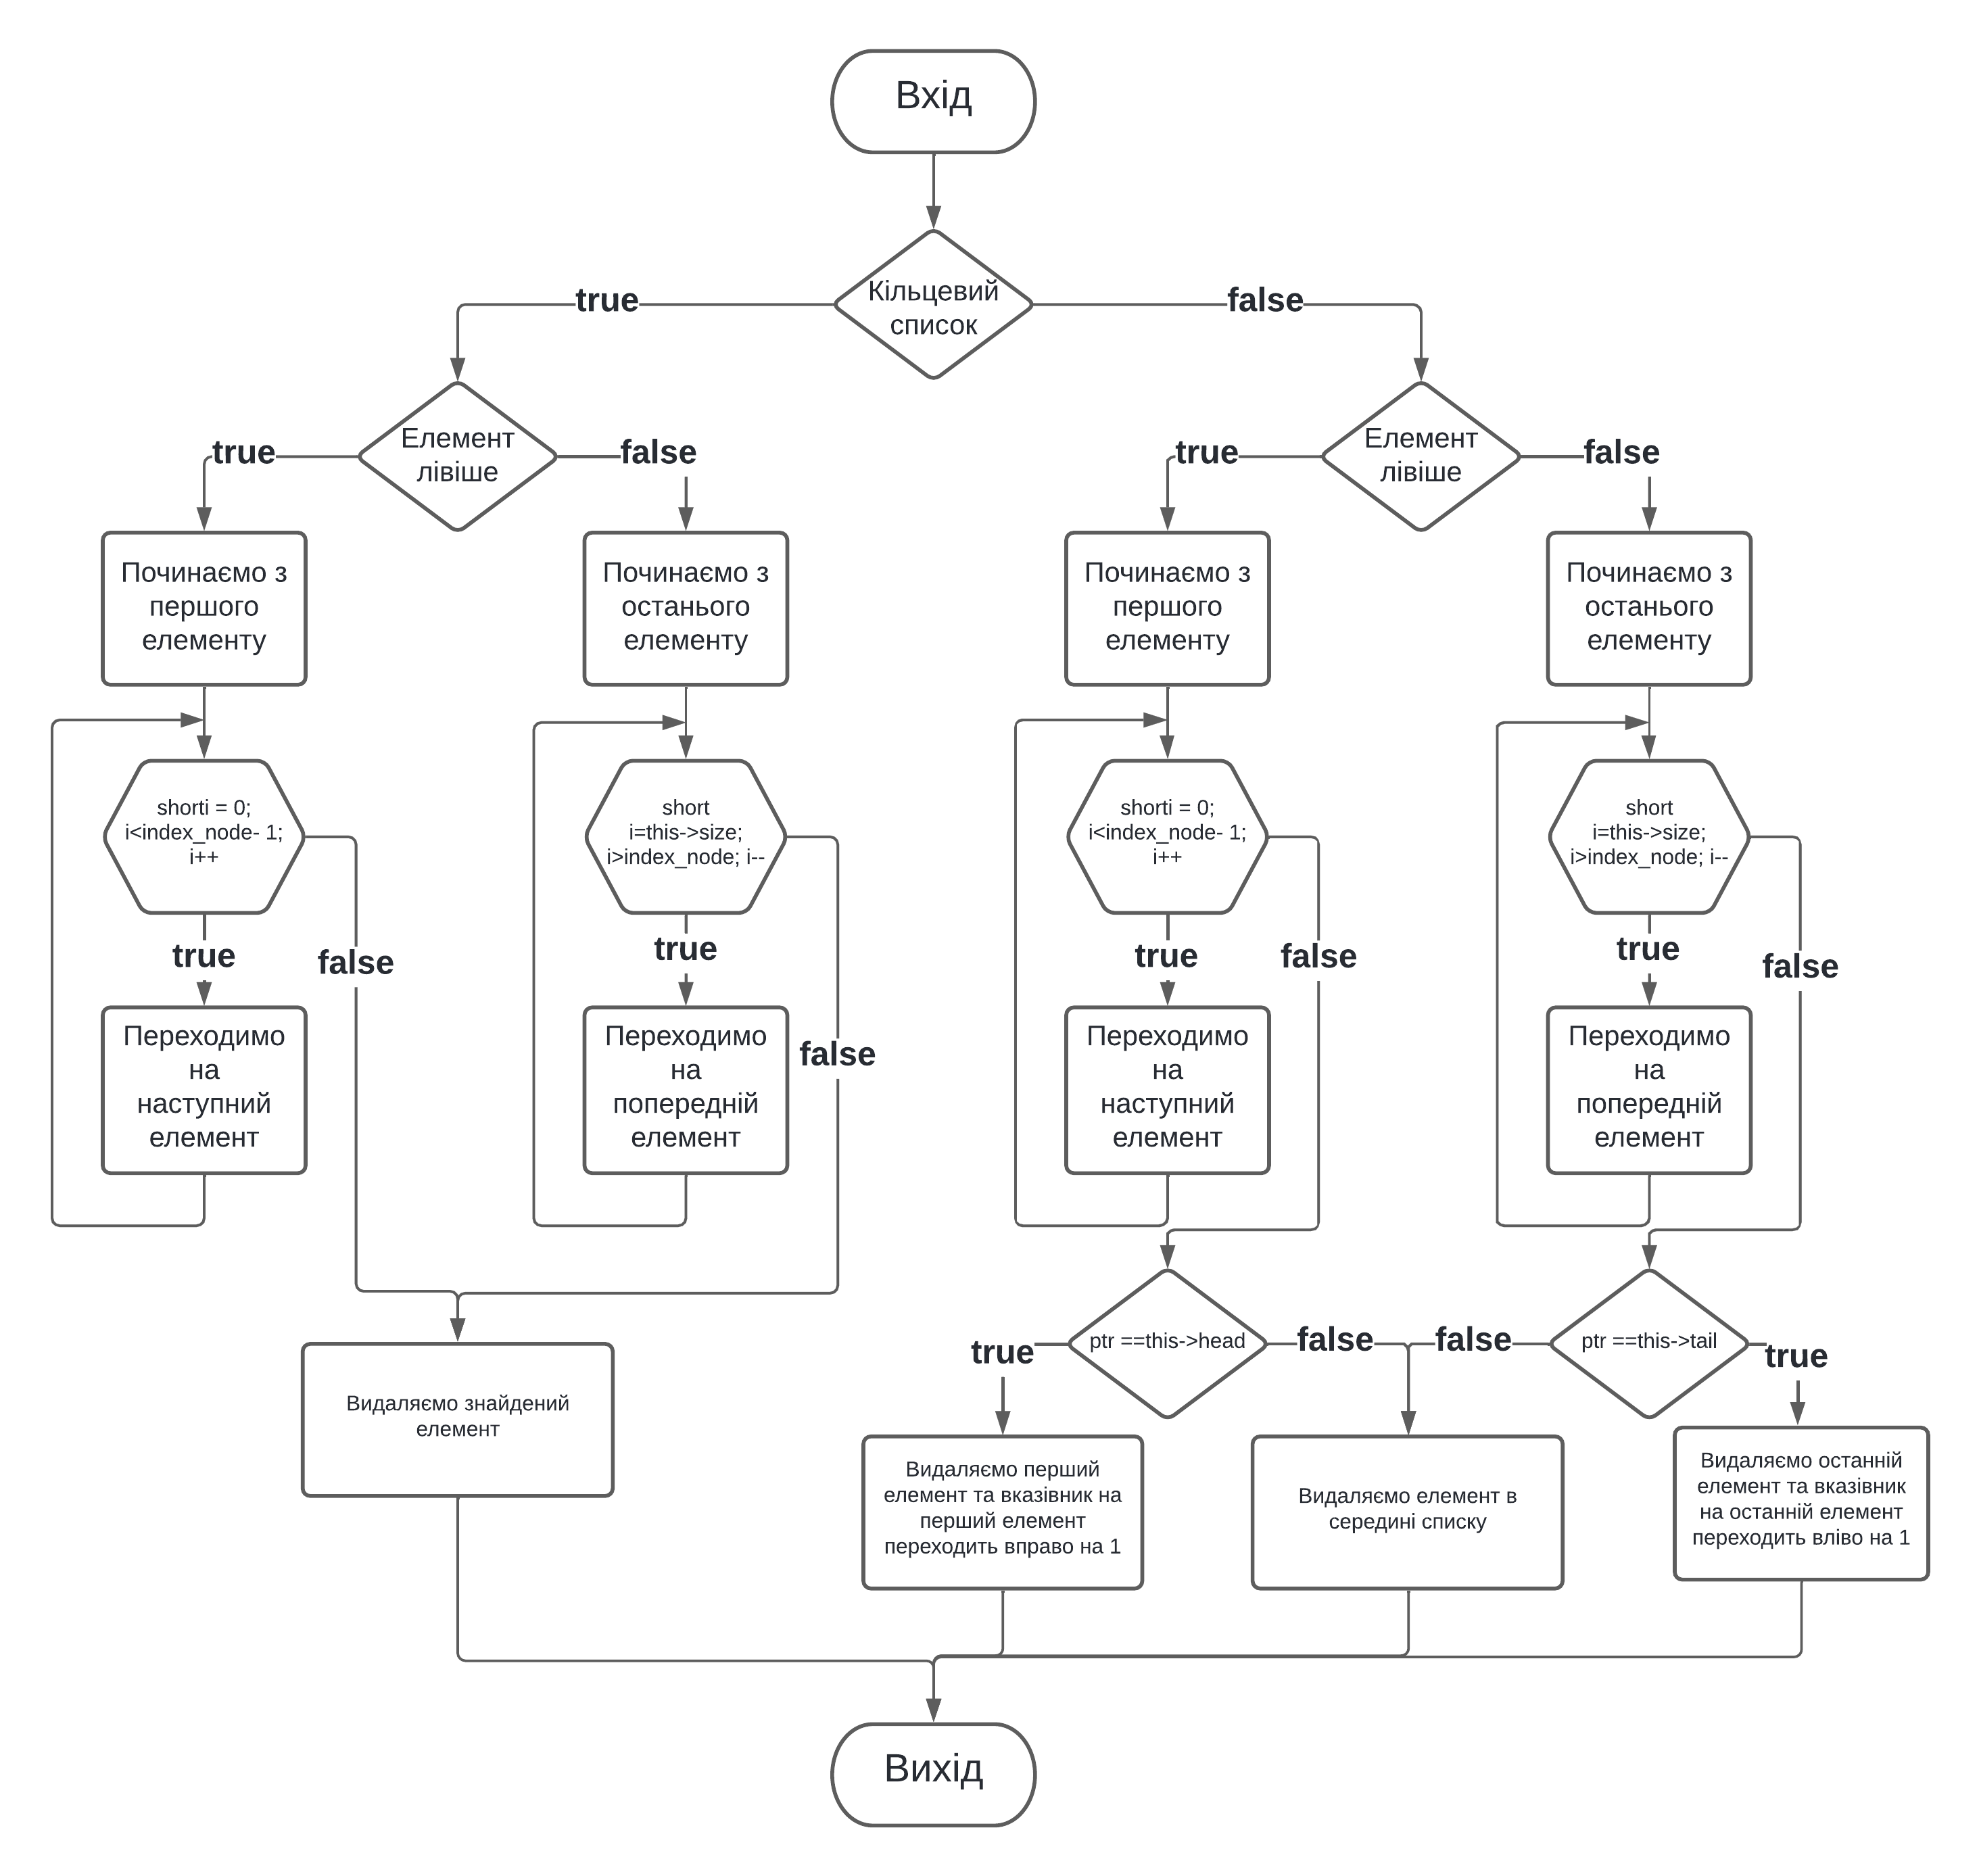 Вхід
Кільцевий
список
true
false
Елемент
лівіше
true
false
Елемент
лівіше
true
false
Починаємо з
першого
елементу
Починаємо з
останього
елементу
Починаємо з
першого
елементу
Починаємо з
останього
елементу
shorti = 0;
i<index_node- 1;
i++
short
i=this->size;
i>index_node; i--
shorti = 0;
i<index_node- 1;
i++
short
i=this->size;
i>index_node; i--
true
false
true
false
true
false
true
false
Переходимо
на
наступний
елемент
Переходимо
на
попередній
елемент
Переходимо
на
наступний
елемент
Переходимо
на
попередній
елемент
ptr ==this->head
true
false
ptr ==this->tail
false
true
Видаляємо знайдений
елемент
Видаляємо перший
елемент та вказівник на
перший елемент
переходить вправо на 1
Видаляємо елемент в
середині списку
Видаляємо останній
елемент та вказівник
на останній елемент
переходить вліво на 1
Вихід